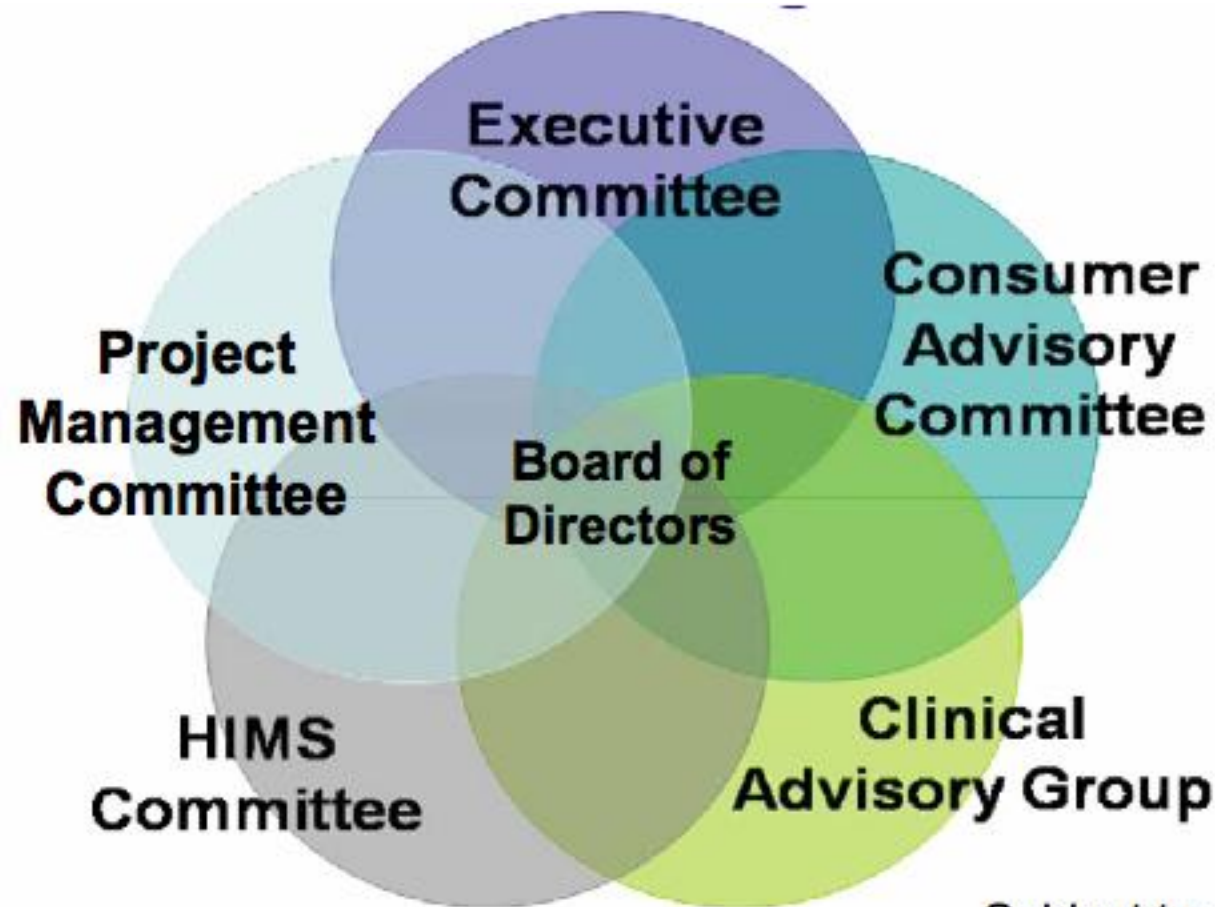 Executive
Committee
Consumer
Advisory
Committee
Project
Management
Committee
Board of
Directors
HIMS
Committee
Clinical
Advisory Group